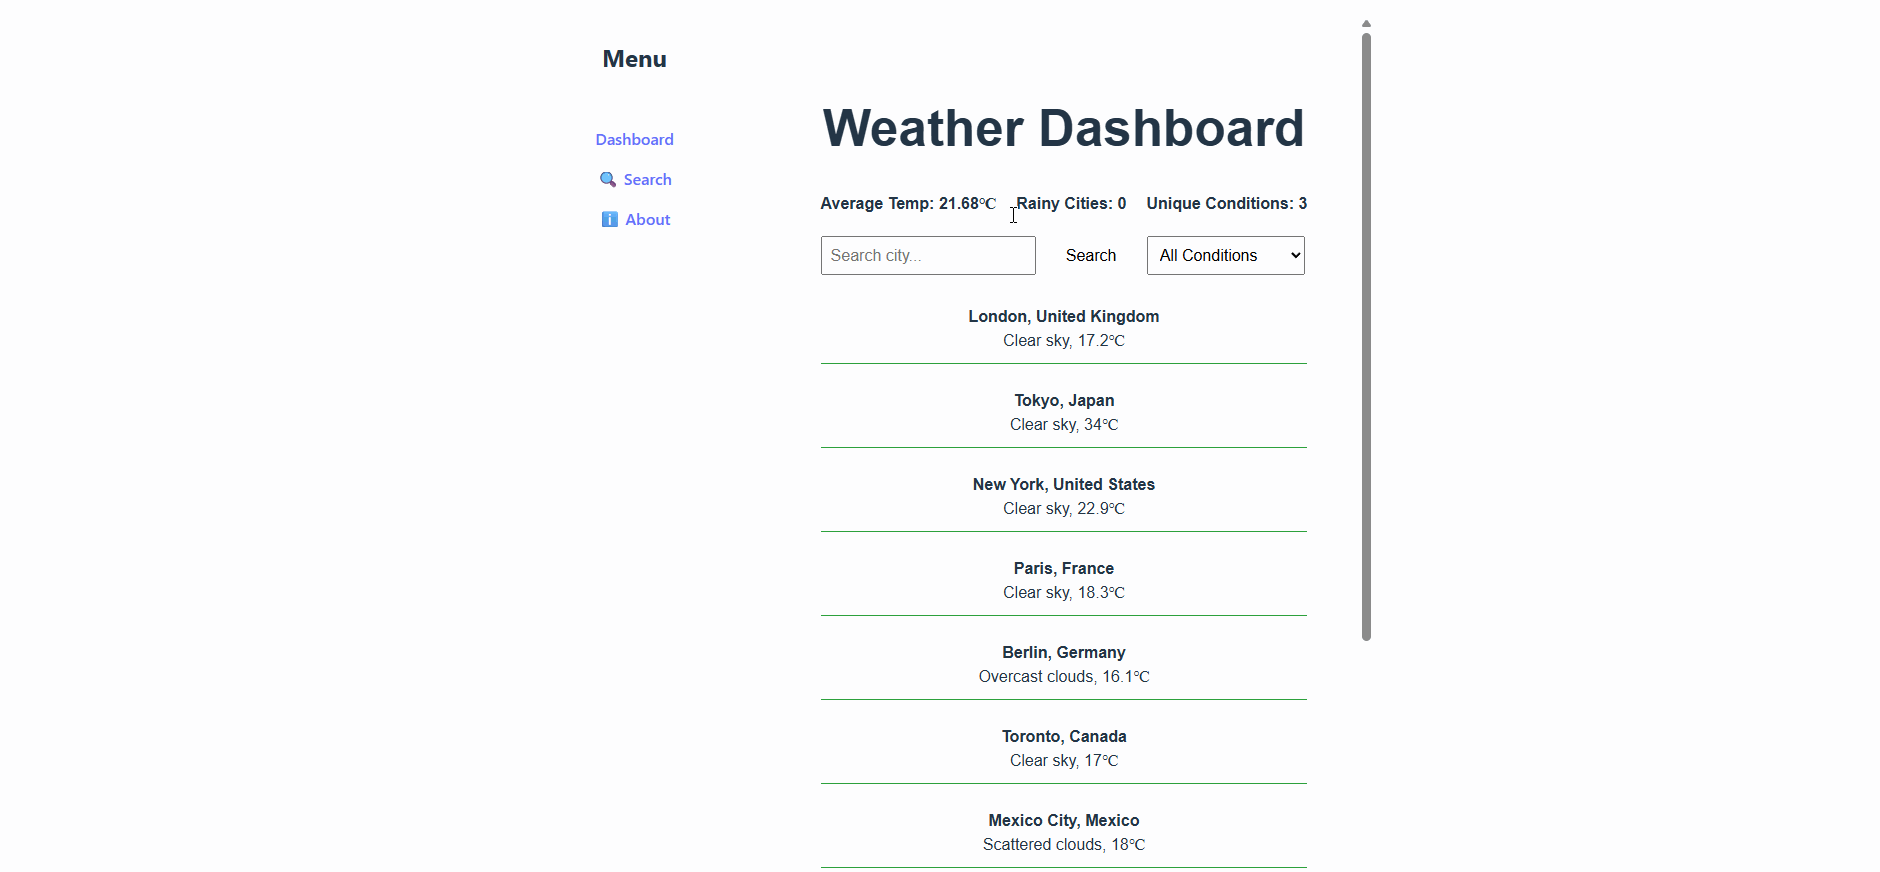 Menu
Dashboard
🔍 Search
ℹ️ About
Weather Dashboard
Average Temp: 21.68℃ Rainy Cities: 0 Unique Conditions: 3
Search city... Search All Conditions
London, United Kingdom
Clear sky, 17.2℃
Tokyo, Japan
Clear sky, 34℃
New York, United States
Clear sky, 22.9℃
Paris, France
Clear sky, 18.3℃
Berlin, Germany
Overcast clouds, 16.1℃
Toronto, Canada
Clear sky, 17℃
Mexico City, Mexico
Scattered clouds, 18℃